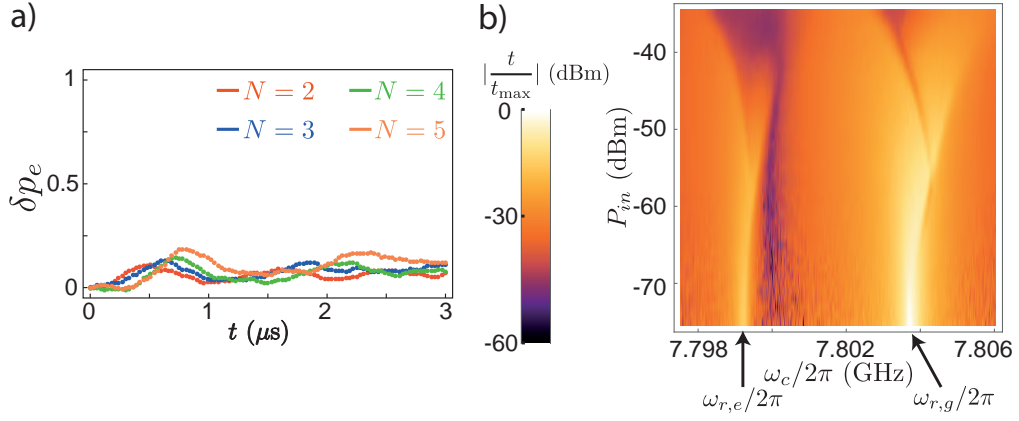 a)
1
0.5
0
δp_e
N = 2
N = 3
N = 4
N = 5
0
1
2
3
t (μs)
b)
|t/t_max| (dBm)
0
-30
-60
P_in (dBm)
-40
-50
-60
-70
7.798
7.802
7.806
ω_c/2π (GHz)
ω_r,e/2π
ω_r,g/2π